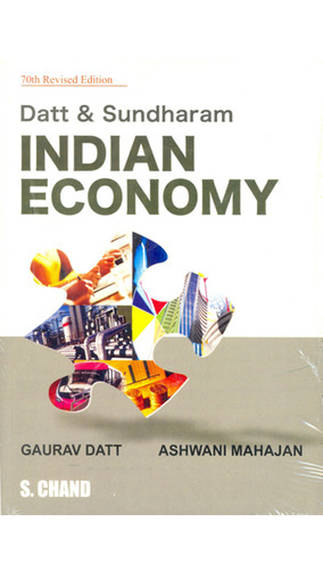 70th Revised Edition
Datt & Sundharam
INDIAN
ECONOMY
GAURAV DATT ASHWANI MAHAJAN
S. CHAND